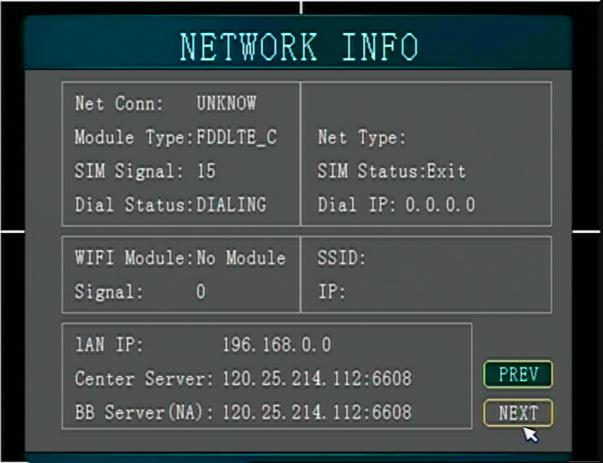 NETWORK INFO
Net Conn: UNKNOW
Module Type:FDDLTE_C Net Type:
SIM Signal: 15 SIM Status:Exit
Dial Status:DIALING Dial IP: 0.0.0.0
WIFI Module:No Module SSID:
Signal: 0 IP:
lAN IP: 196.168.0.0
Center Server: 120.25.214.112:6608
BB Server(NA): 120.25.214.112:6608
PREV
NEXT